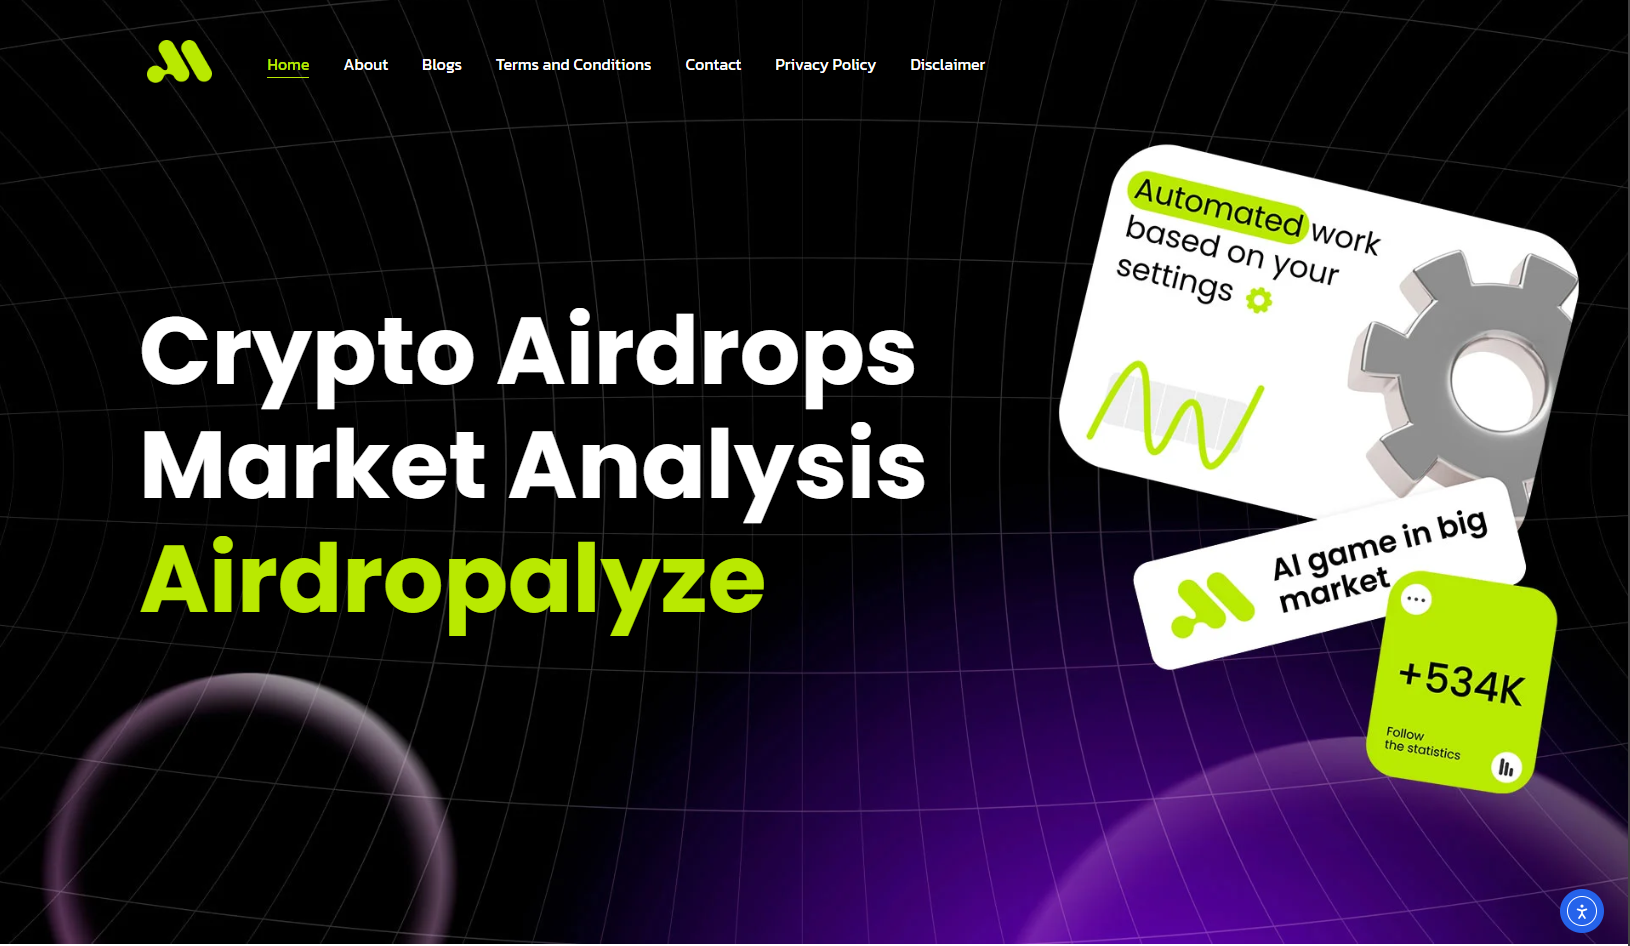 Home About Blogs Terms and Conditions Contact Privacy Policy Disclaimer
Crypto Airdrops
Market Analysis
Airdropalyze
Automated work
based on your
settings
AI game in big
market
+534K
Follow
the statistics